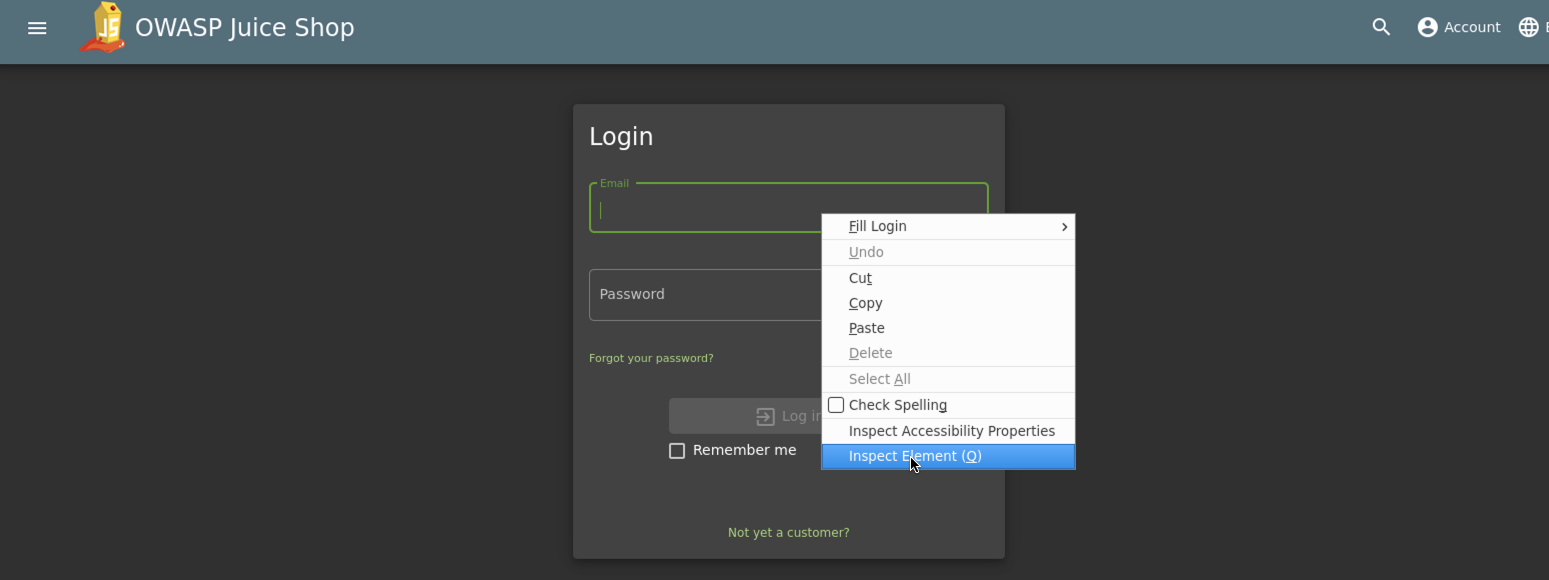 OWASP Juice Shop
Account
Login
Email
Fill Login
Undo
Cut
Copy
Password
Paste
Forgot your password?
Delete
Select All
Check Spelling
Log in
Inspect Accessibility Properties
Remember me
Inspect Element (Q)
Not yet a customer?